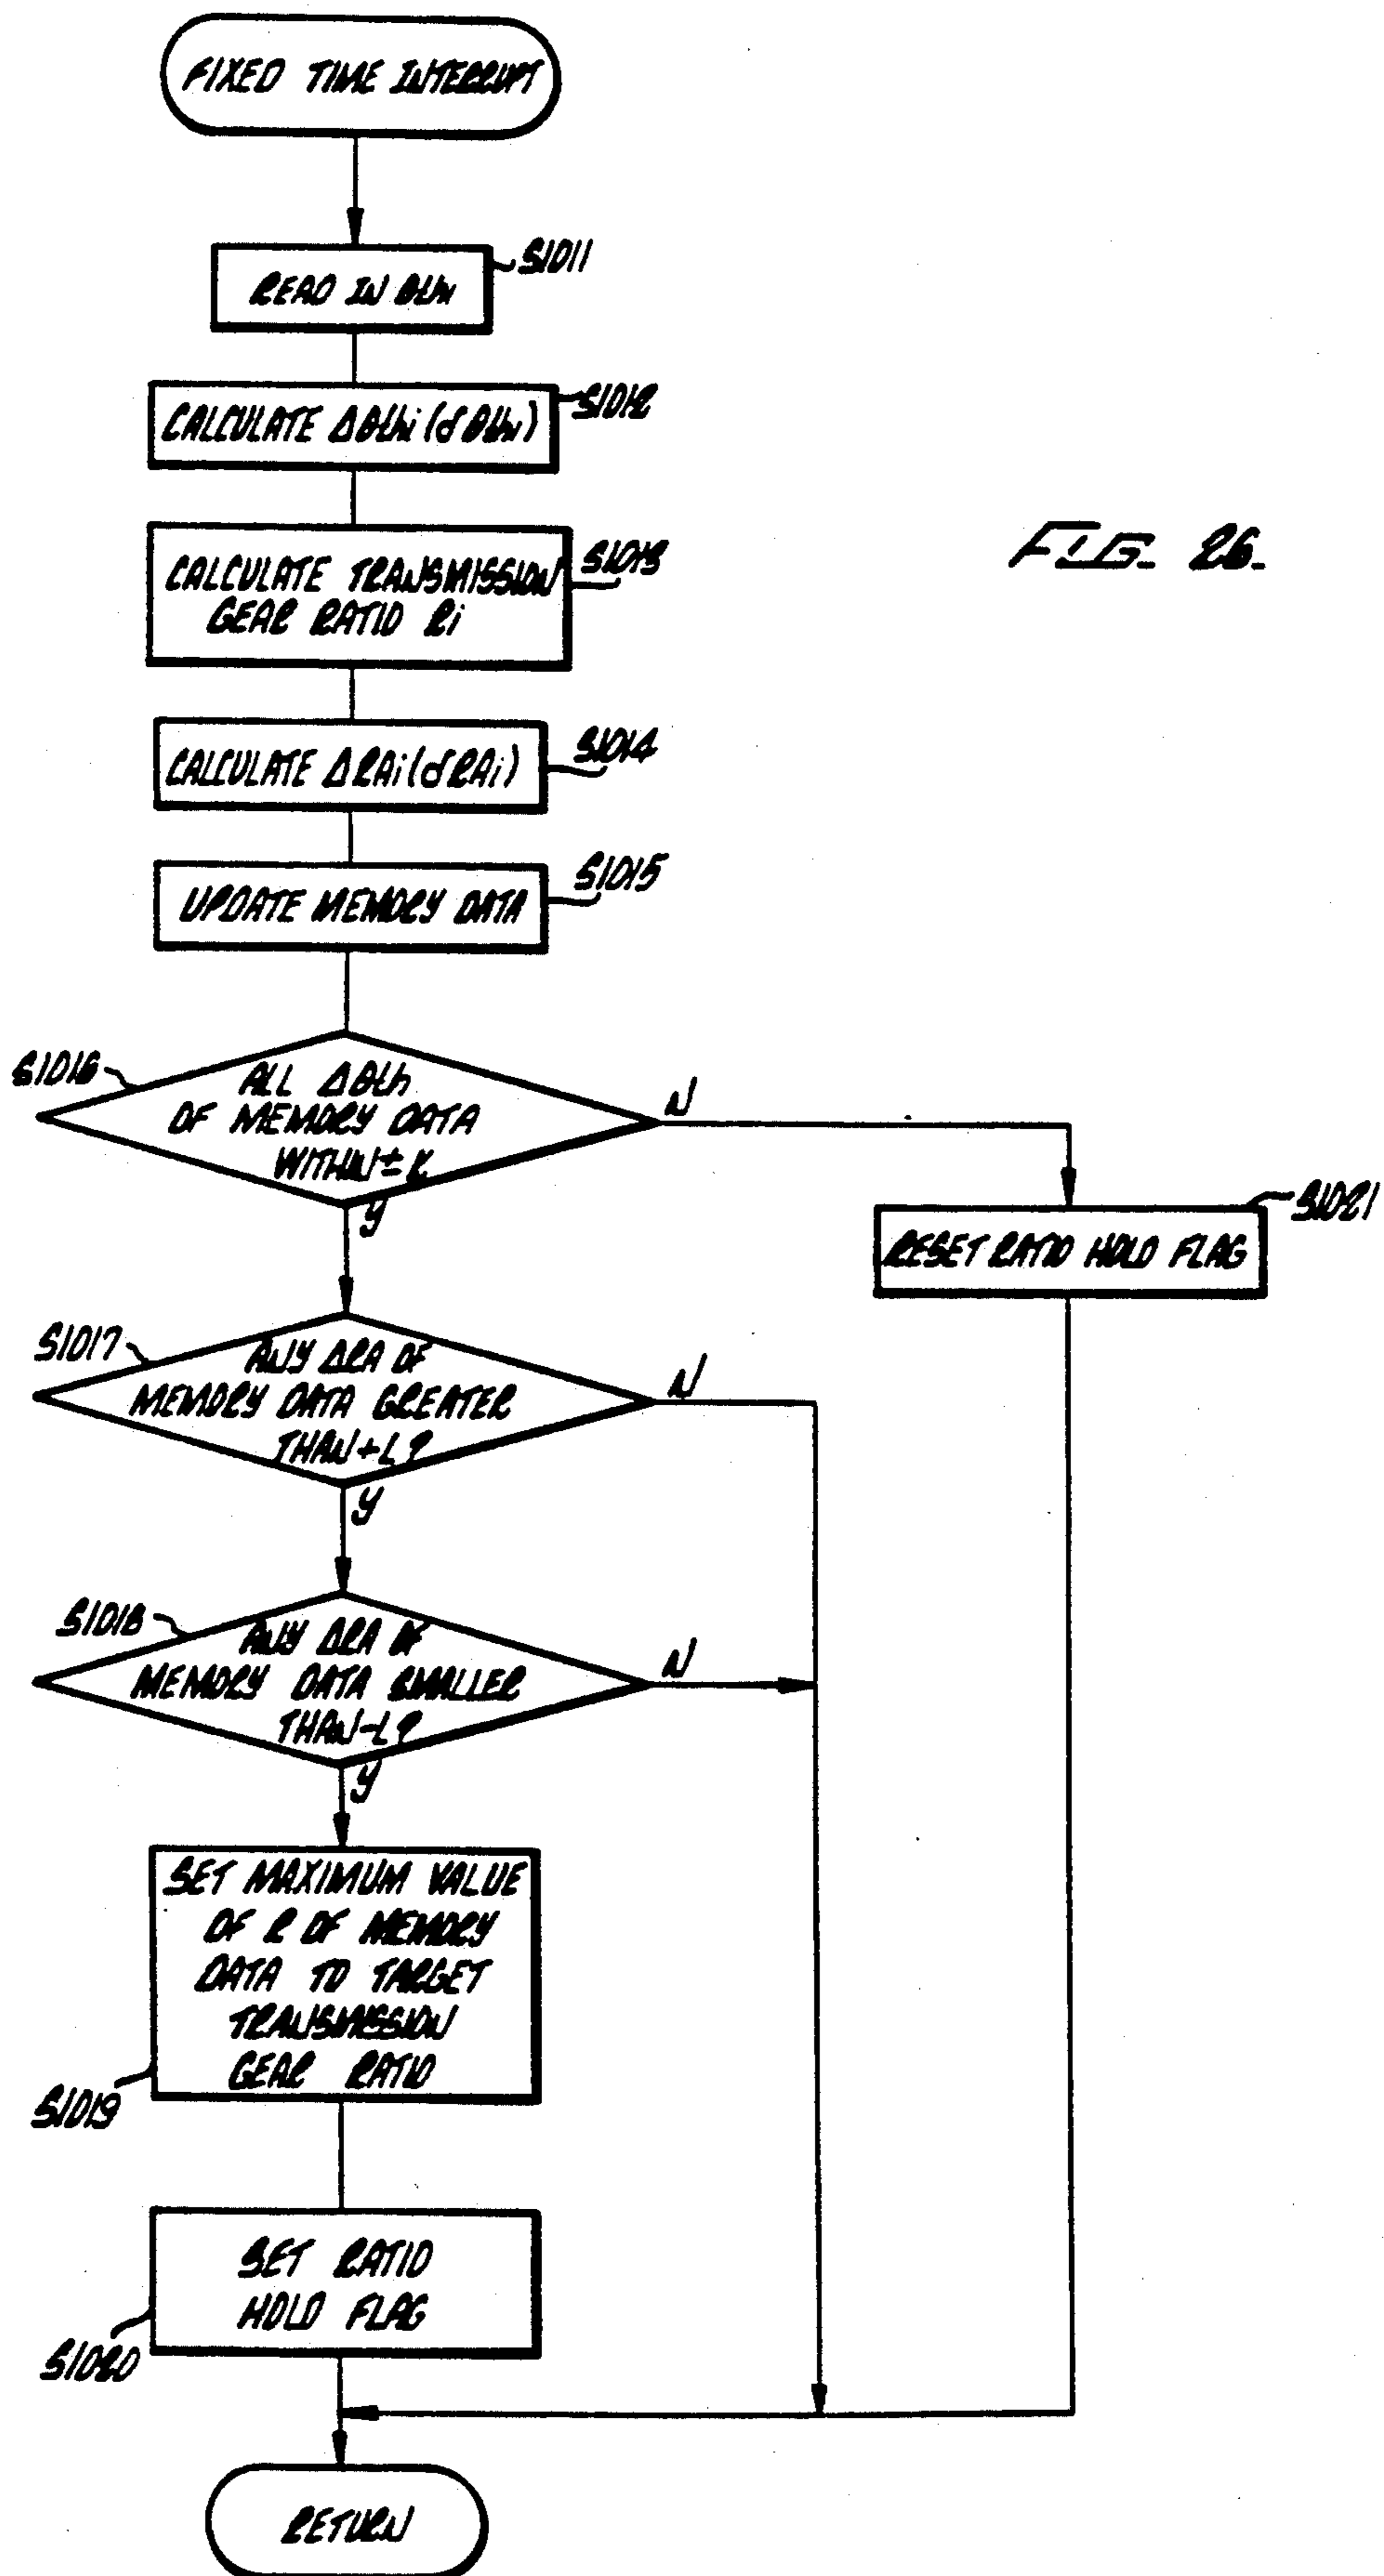 FIXED TIME INTERRUPT
S1011
READ IN θth
S1012
CALCULATE Δθthi (δθthi)
S1013
CALCULATE TRANSMISSION
GEAR RATIO Ri
FIG. 26.
S1014
CALCULATE ΔRAi (δRAi)
S1015
UPDATE MEMORY DATA
S1016
ALL Δθth
OF MEMORY DATA
WITHIN ± K
N
Y
S1021
RESET RATIO HOLD FLAG
S1017
ANY ΔRA OF
MEMORY DATA GREATER
THAN +L?
N
Y
S1018
ANY ΔRA OF
MEMORY DATA SMALLER
THAN -L?
N
Y
SET MAXIMUM VALUE
OF R OF MEMORY
DATA TO TARGET
TRANSMISSION
GEAR RATIO
S1019
SET RATIO
HOLD FLAG
S1020
RETURN